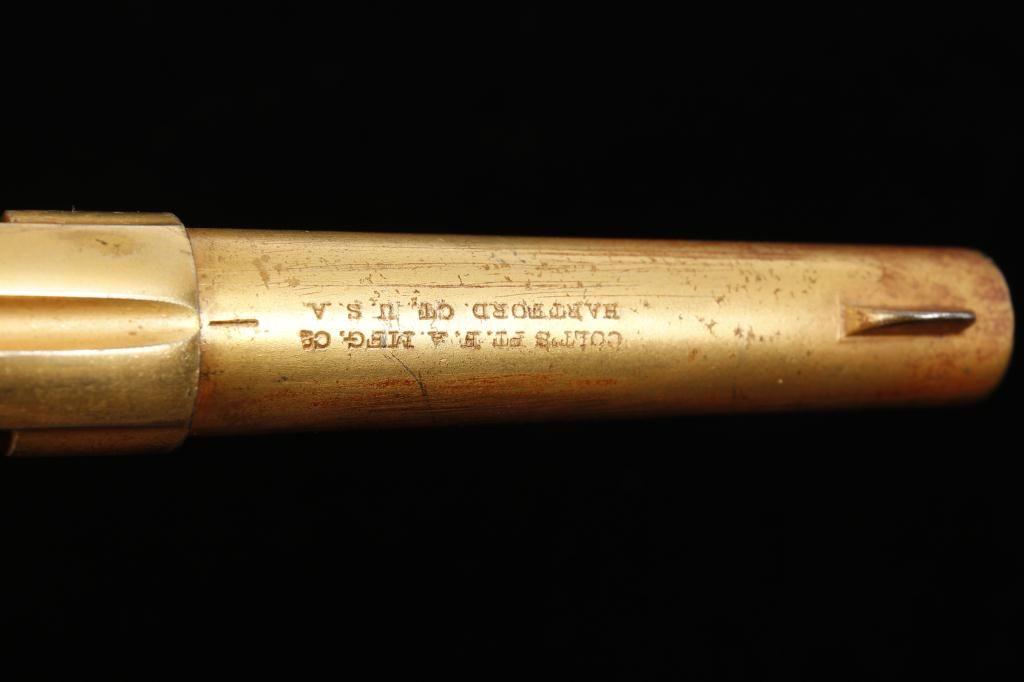 COLT'S PT. F. A. MFG. Cº
HARTFORD. CT. U. S. A.